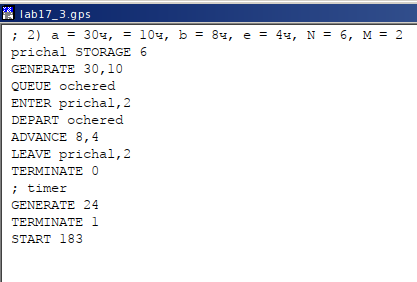 lab17_3.gps
; 2) a = 30ч, = 10ч, b = 8ч, e = 4ч, N = 6, M = 2
prichal STORAGE 6
GENERATE 30,10
QUEUE ochered
ENTER prichal,2
DEPART ochered
ADVANCE 8,4
LEAVE prichal,2
TERMINATE 0
; timer
GENERATE 24
TERMINATE 1
START 183